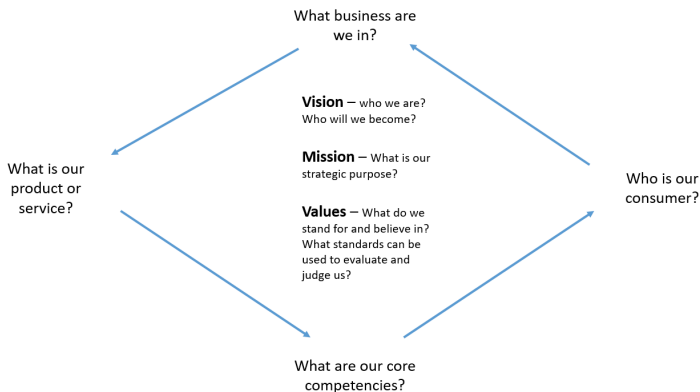 What business are
we in?
Vision – who we are?
Who will we become?
Mission – What is our
strategic purpose?
What is our
product or
service?
Who is our
consumer?
Values – What do we
stand for and believe in?
What standards can be
used to evaluate and
judge us?
What are our core
competencies?